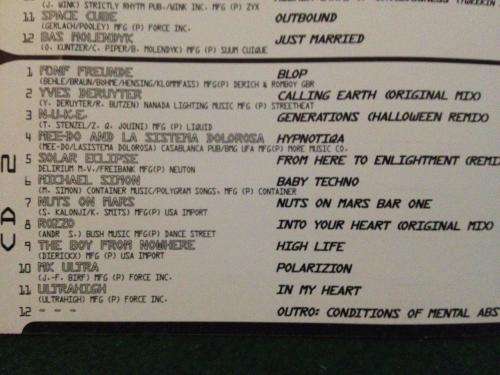 (J. WINK) STRICTLY RHYTM PUB./WINK INC. MFG (P) ZYX
11 SPACE CUBE OUTBOUND
(GERLACH/POOLEY) MFG (P) FORCE INC.
12 BAS MOLENDYK JUST MARRIED
(O. KUNTZER/C. PIPER/B. MOLENDYK) MFG (P) SUUM CUIQUE
1 FÜNF FREUNDE BLOP
(BEHLE/BRAUN/BÖHME/HENSING/KLOMMFASS) MFG(P) DERICH & ROMBOY GBR
2 YVES DERUYTER CALLING EARTH (ORIGINAL MIX)
(Y. DERUYTER/R. BUTZEN) NANADA LIGHTING MUSIC MFG (P) STREETHEAT
3 N-U-K-E- GENERATIONS (HALLOWEEN REMIX)
(T. STENZEL/Z. Q. JOUINI) MFG (P) LIQUID
4 MEE-DO AND LA SISTEMA DOLOROSA HYPNOTIQA
(MEE-DO/LASISTEMA DOLOROSA) CASABLANCA PUB/BMG UFA MFG(P) MORE MUSIC CO.
5 SOLAR ECLIPSE FROM HERE TO ENLIGHTMENT (REMI
DELIRIUM M.V./FREIBANK MFG(P) NEUTON
6 MICHAEL SIMON BABY TECHNO
(M. SIMON) CONTAINER MUSIC/POLYGRAM SONGS. MFG (P) CONTAINER
7 NUTS ON MARS NUTS ON MARS BAR ONE
(S. KALONJI/K. SMITS) MFG(P) USA IMPORT
8 ROZZO INTO YOUR HEART (ORIGINAL MIX)
(ANDR S.) BUSH MUSIC MFG(P) DANCE STREET
9 THE BOY FROM NOWHERE HIGH LIFE
(DIERICKX) MFG (P) USA IMPORT
10 MK ULTRA POLARIZION
(J.-F. BIRF) MFG (P) FORCE INC.
11 ULTRAHIGH IN MY HEART
(ULTRAHIGH) MFG (P) FORCE INC.
12 - - - OUTRO: CONDITIONS OF MENTAL ABS